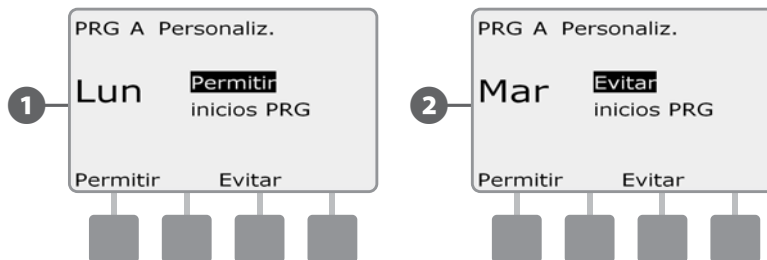 PRG A Personaliz.
1
Lun
Permitir
inicios PRG
Permitir Evitar
PRG A Personaliz.
2
Mar
Evitar
inicios PRG
Permitir Evitar